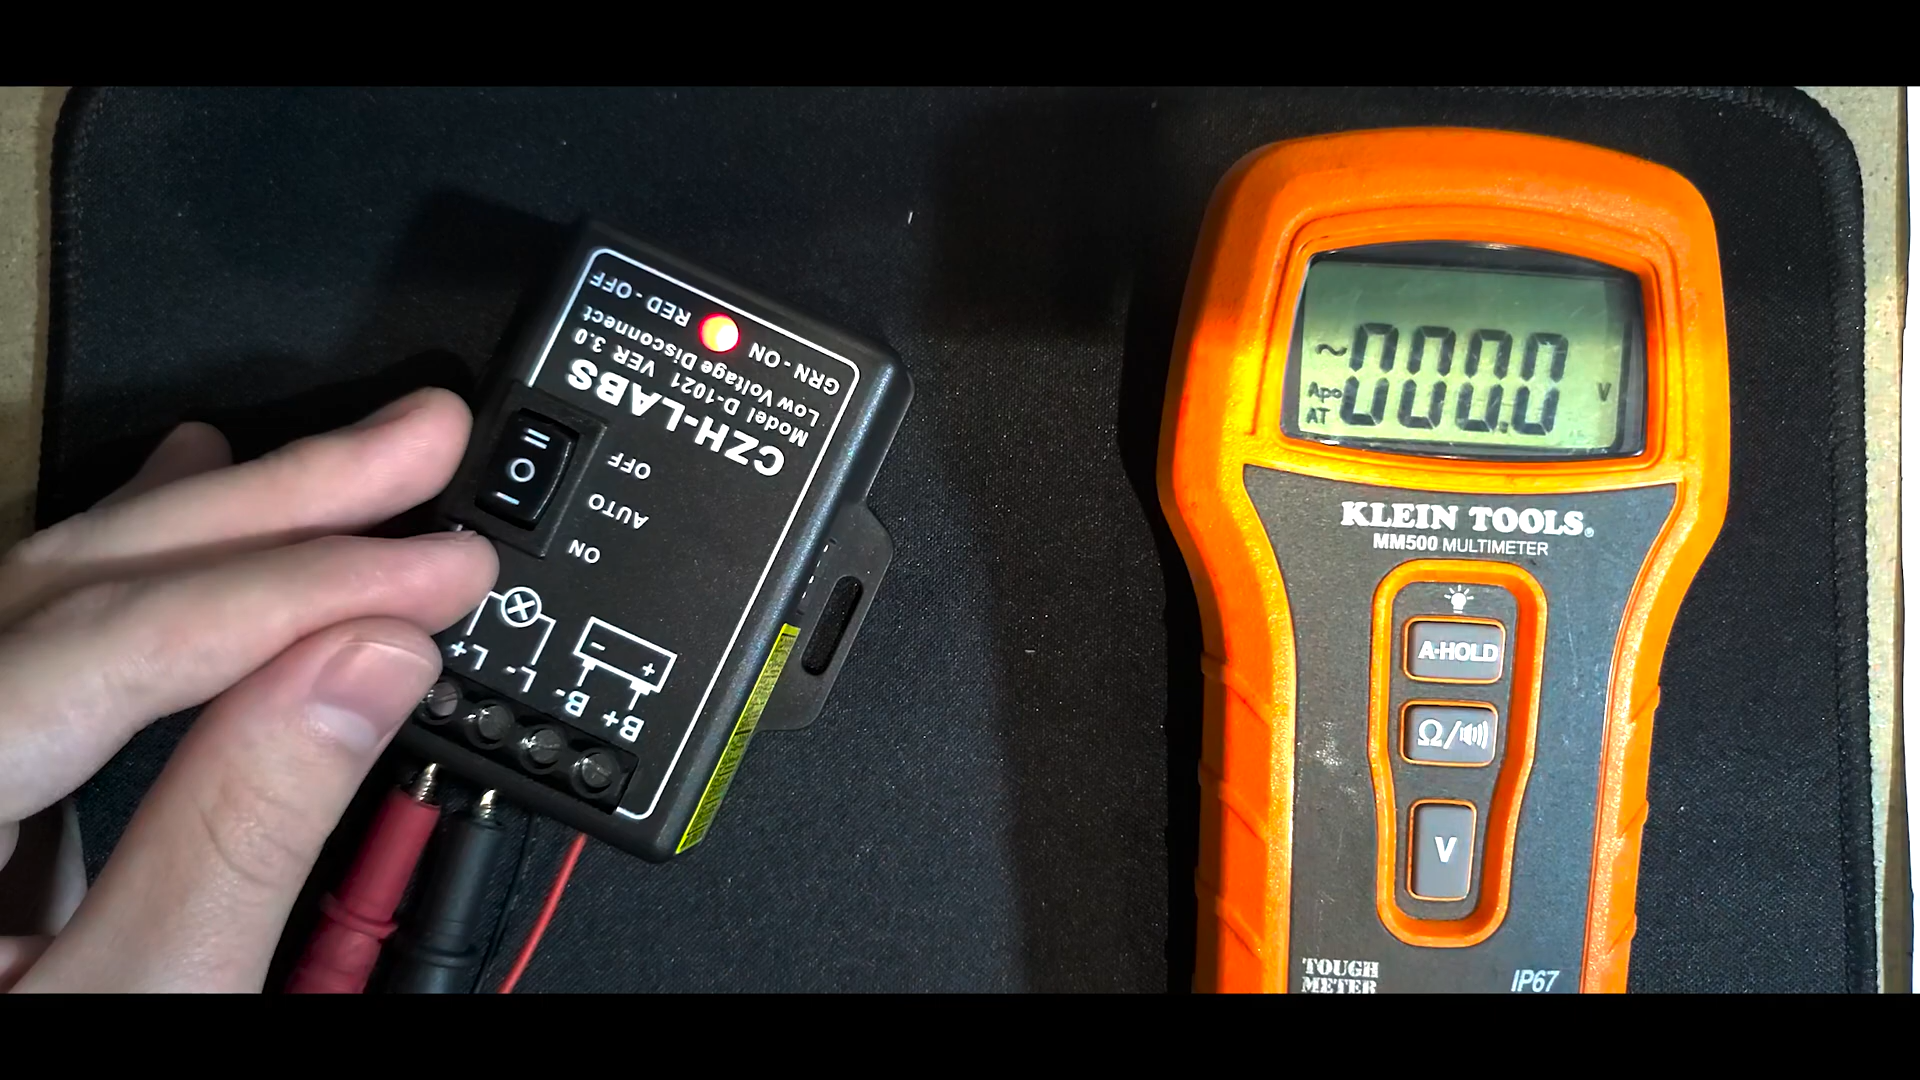 CZH-LABS
Model D-1021 VER 3.0
Low Voltage Disconnect
GRN - ON RED - OFF
OFF
AUTO
ON
L+ L- B- B+
- +
~000.0 V
Apo
AT
KLEIN TOOLS®
MM500 MULTIMETER
A-HOLD
Ω/
V
TOUGH
METER
IP67